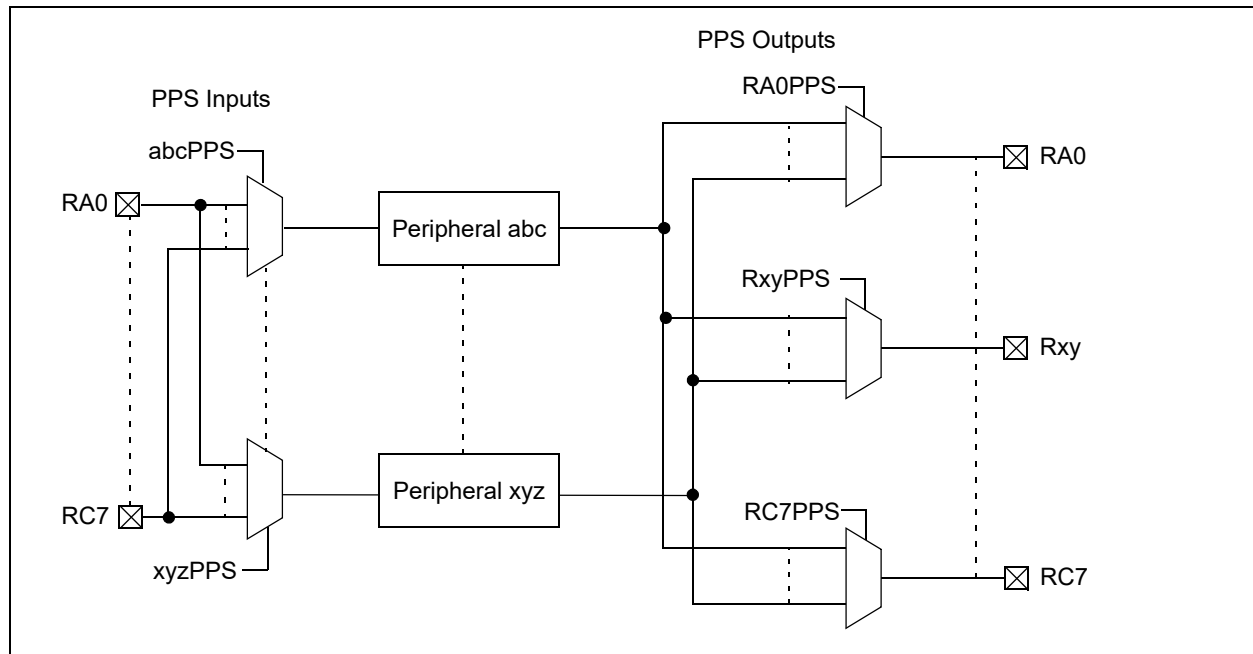 PPS Outputs
RA0PPS
PPS Inputs
abcPPS
RA0
Peripheral abc
RA0
RxyPPS
Rxy
Peripheral xyz
RC7
RC7PPS
xyzPPS
RC7